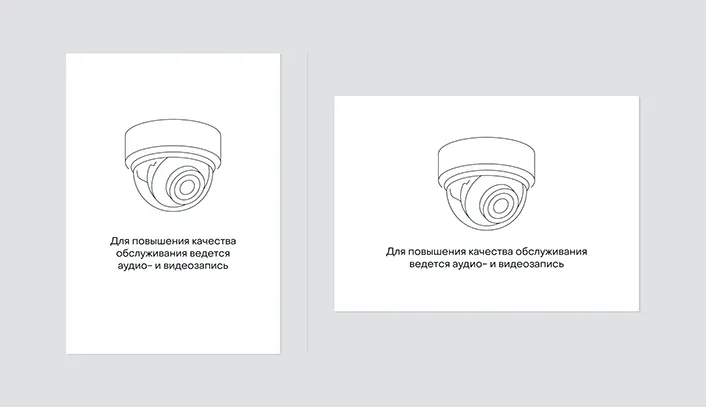 Для повышения качества
обслуживания ведется
аудио- и видеозапись
Для повышения качества обслуживания
ведется аудио- и видеозапись